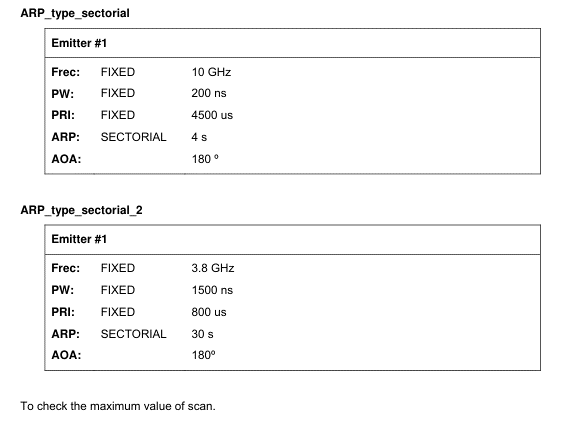 ARP_type_sectorial
Emitter #1
Frec: FIXED 10 GHz
PW: FIXED 200 ns
PRI: FIXED 4500 us
ARP: SECTORIAL 4 s
AOA: 180 º
ARP_type_sectorial_2
Emitter #1
Frec: FIXED 3.8 GHz
PW: FIXED 1500 ns
PRI: FIXED 800 us
ARP: SECTORIAL 30 s
AOA: 180º
To check the maximum value of scan.